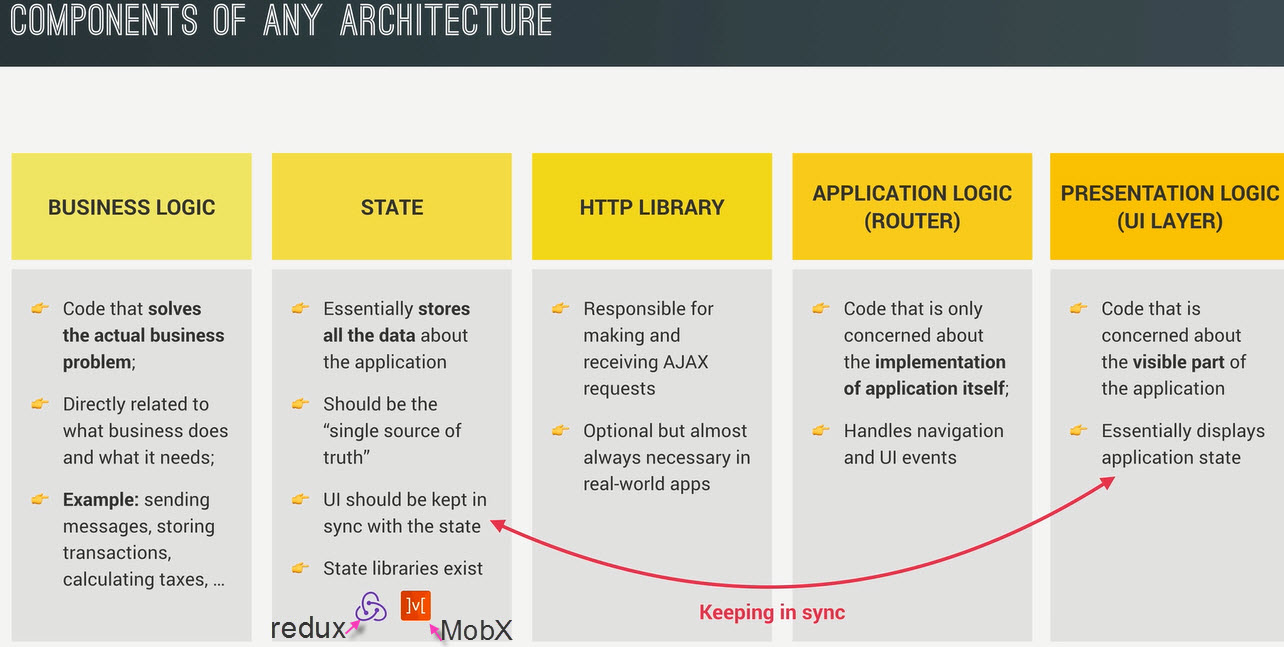 COMPONENTS OF ANY ARCHITECTURE
BUSINESS LOGIC
Code that solves
the actual business
problem;
Directly related to
what business does
and what it needs;
Example: sending
messages, storing
transactions,
calculating taxes, …
STATE
Essentially stores
all the data about
the application
Should be the
“single source of
truth”
UI should be kept in
sync with the state
State libraries exist
redux
]v[
MobX
HTTP LIBRARY
Responsible for
making and
receiving AJAX
requests
Optional but almost
always necessary in
real-world apps
APPLICATION LOGIC
(ROUTER)
Code that is only
concerned about
the implementation
of application itself;
Handles navigation
and UI events
PRESENTATION LOGIC
(UI LAYER)
Code that is
concerned about
the visible part of
the application
Essentially displays
application state
Keeping in sync